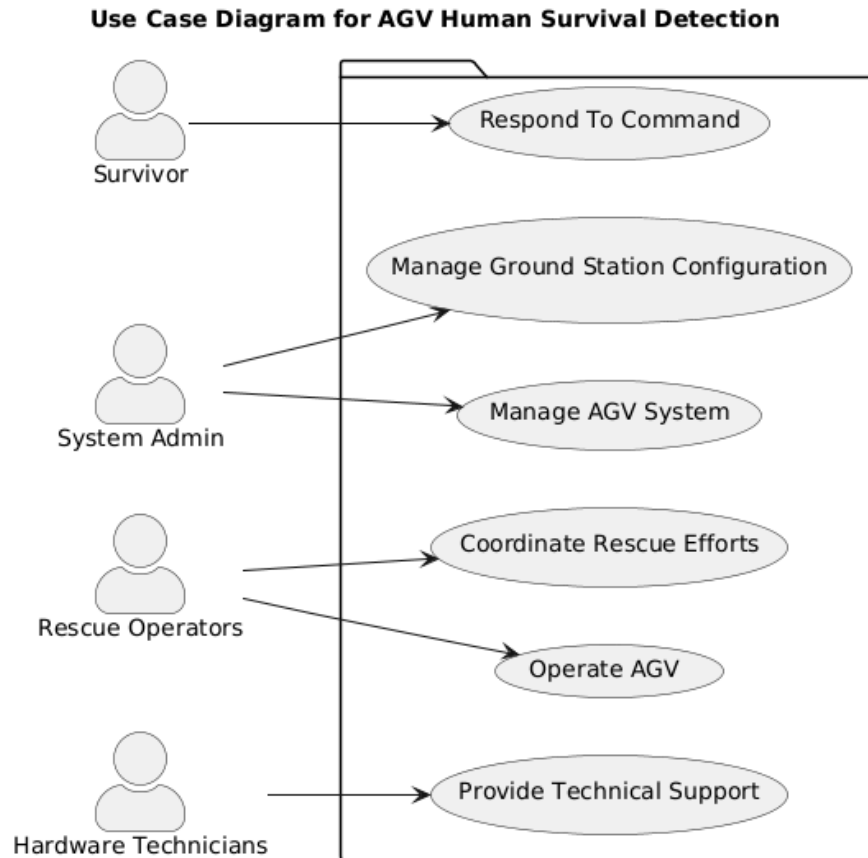 Use Case Diagram for AGV Human Survival Detection
Respond To Command
Survivor
Manage Ground Station Configuration
Manage AGV System
System Admin
Coordinate Rescue Efforts
Rescue Operators
Operate AGV
Provide Technical Support
Hardware Technicians